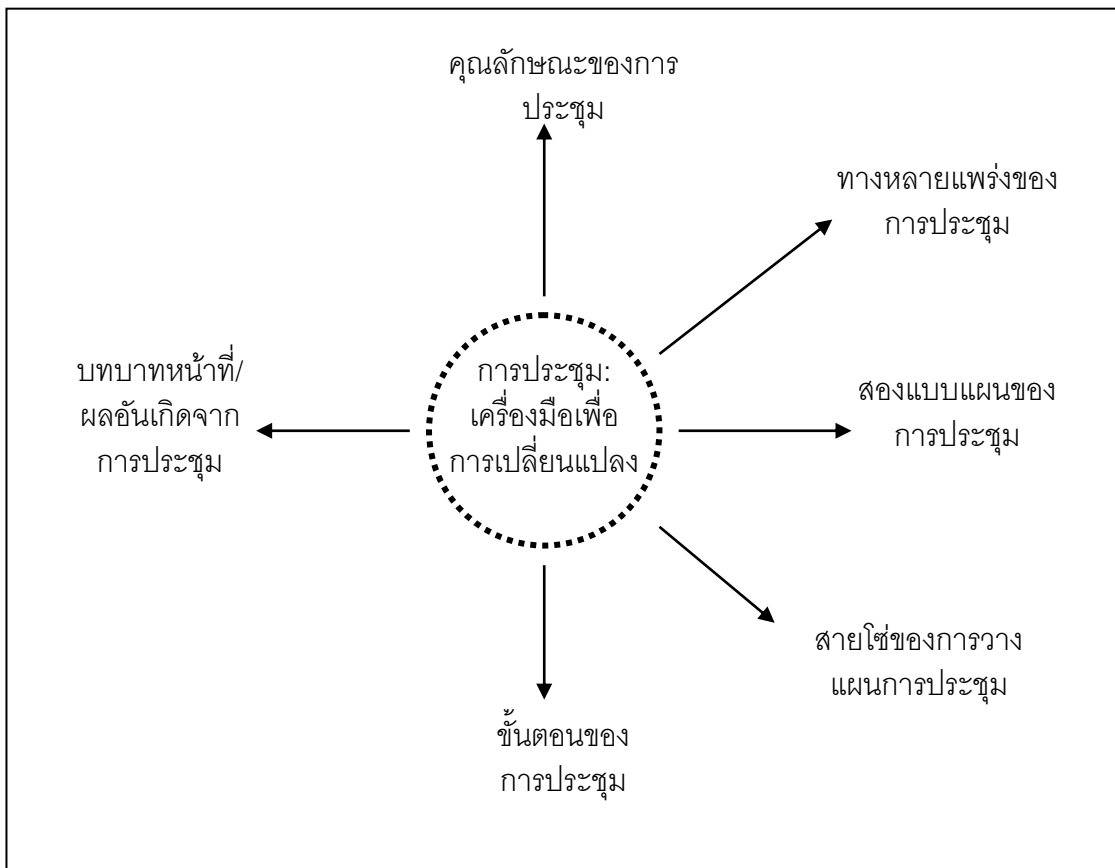 คุณลักษณะของการ
ประชุม
ทางหลายแพร่งของ
การประชุม
บทบาทหน้าที่/
ผลอันเกิดจาก
การประชุม
การประชุม:
เครื่องมือเพื่อ
การเปลี่ยนแปลง
สองแบบแผนของ
การประชุม
สายโซ่ของการวาง
แผนการประชุม
ขั้นตอนของ
การประชุม